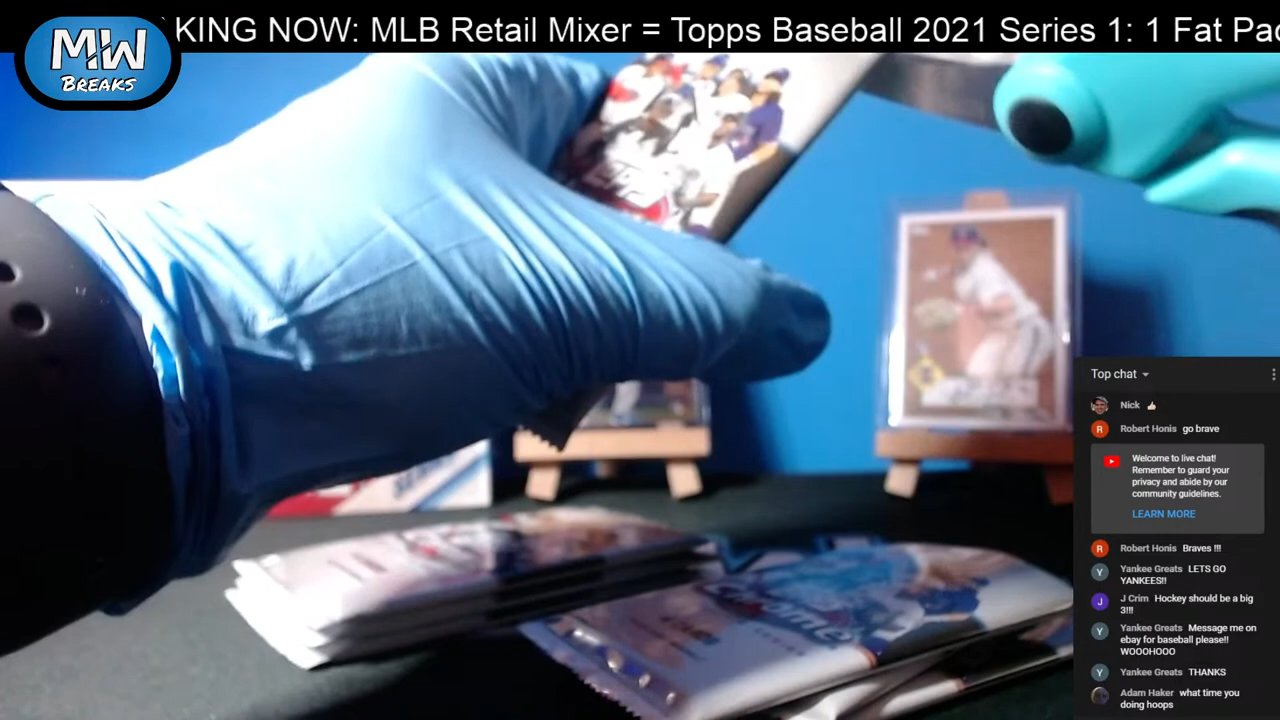 KING NOW: MLB Retail Mixer = Topps Baseball 2021 Series 1: 1 Fat Pac
MW
BREAKS
Top chat
Nick
Robert Honis go brave
Welcome to live chat!
Remember to guard your
privacy and abide by our
community guidelines.
LEARN MORE
R
Robert Honis Braves !!!
Y
Yankee Greats LETS GO
YANKEES!!
J
J Crim Hockey should be a big
3!!!
Y
Yankee Greats Message me on
ebay for baseball please!!
WOOOHOOO
Y
Yankee Greats THANKS
Adam Haker what time you
doing hoops
chrome